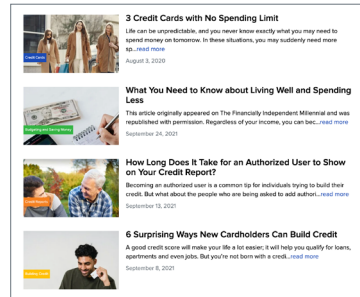 3 Credit Cards with No Spending Limit
Life can be unpredictable, and you never know exactly what you may need to
spend money on tomorrow. In these situations, you may suddenly need more
sp...read more
Credit Cards
August 3, 2020
What You Need to Know about Living Well and Spending
Less
This article originally appeared on The Financially Independent Millennial and was
republished with permission. Regardless of your income, you can bec...read more
Budgeting and Saving Money
September 24, 2021
How Long Does It Take for an Authorized User to Show
on Your Credit Report?
Becoming an authorized user is a common tip for individuals trying to build their
credit. But what about the people who are being asked to add authori...read more
Credit Reports
September 13, 2021
6 Surprising Ways New Cardholders Can Build Credit
A good credit score will make your life a lot easier; it will help you qualify for loans,
apartments and even jobs. But you're not born with a credi...read more
Building Credit
September 8, 2021